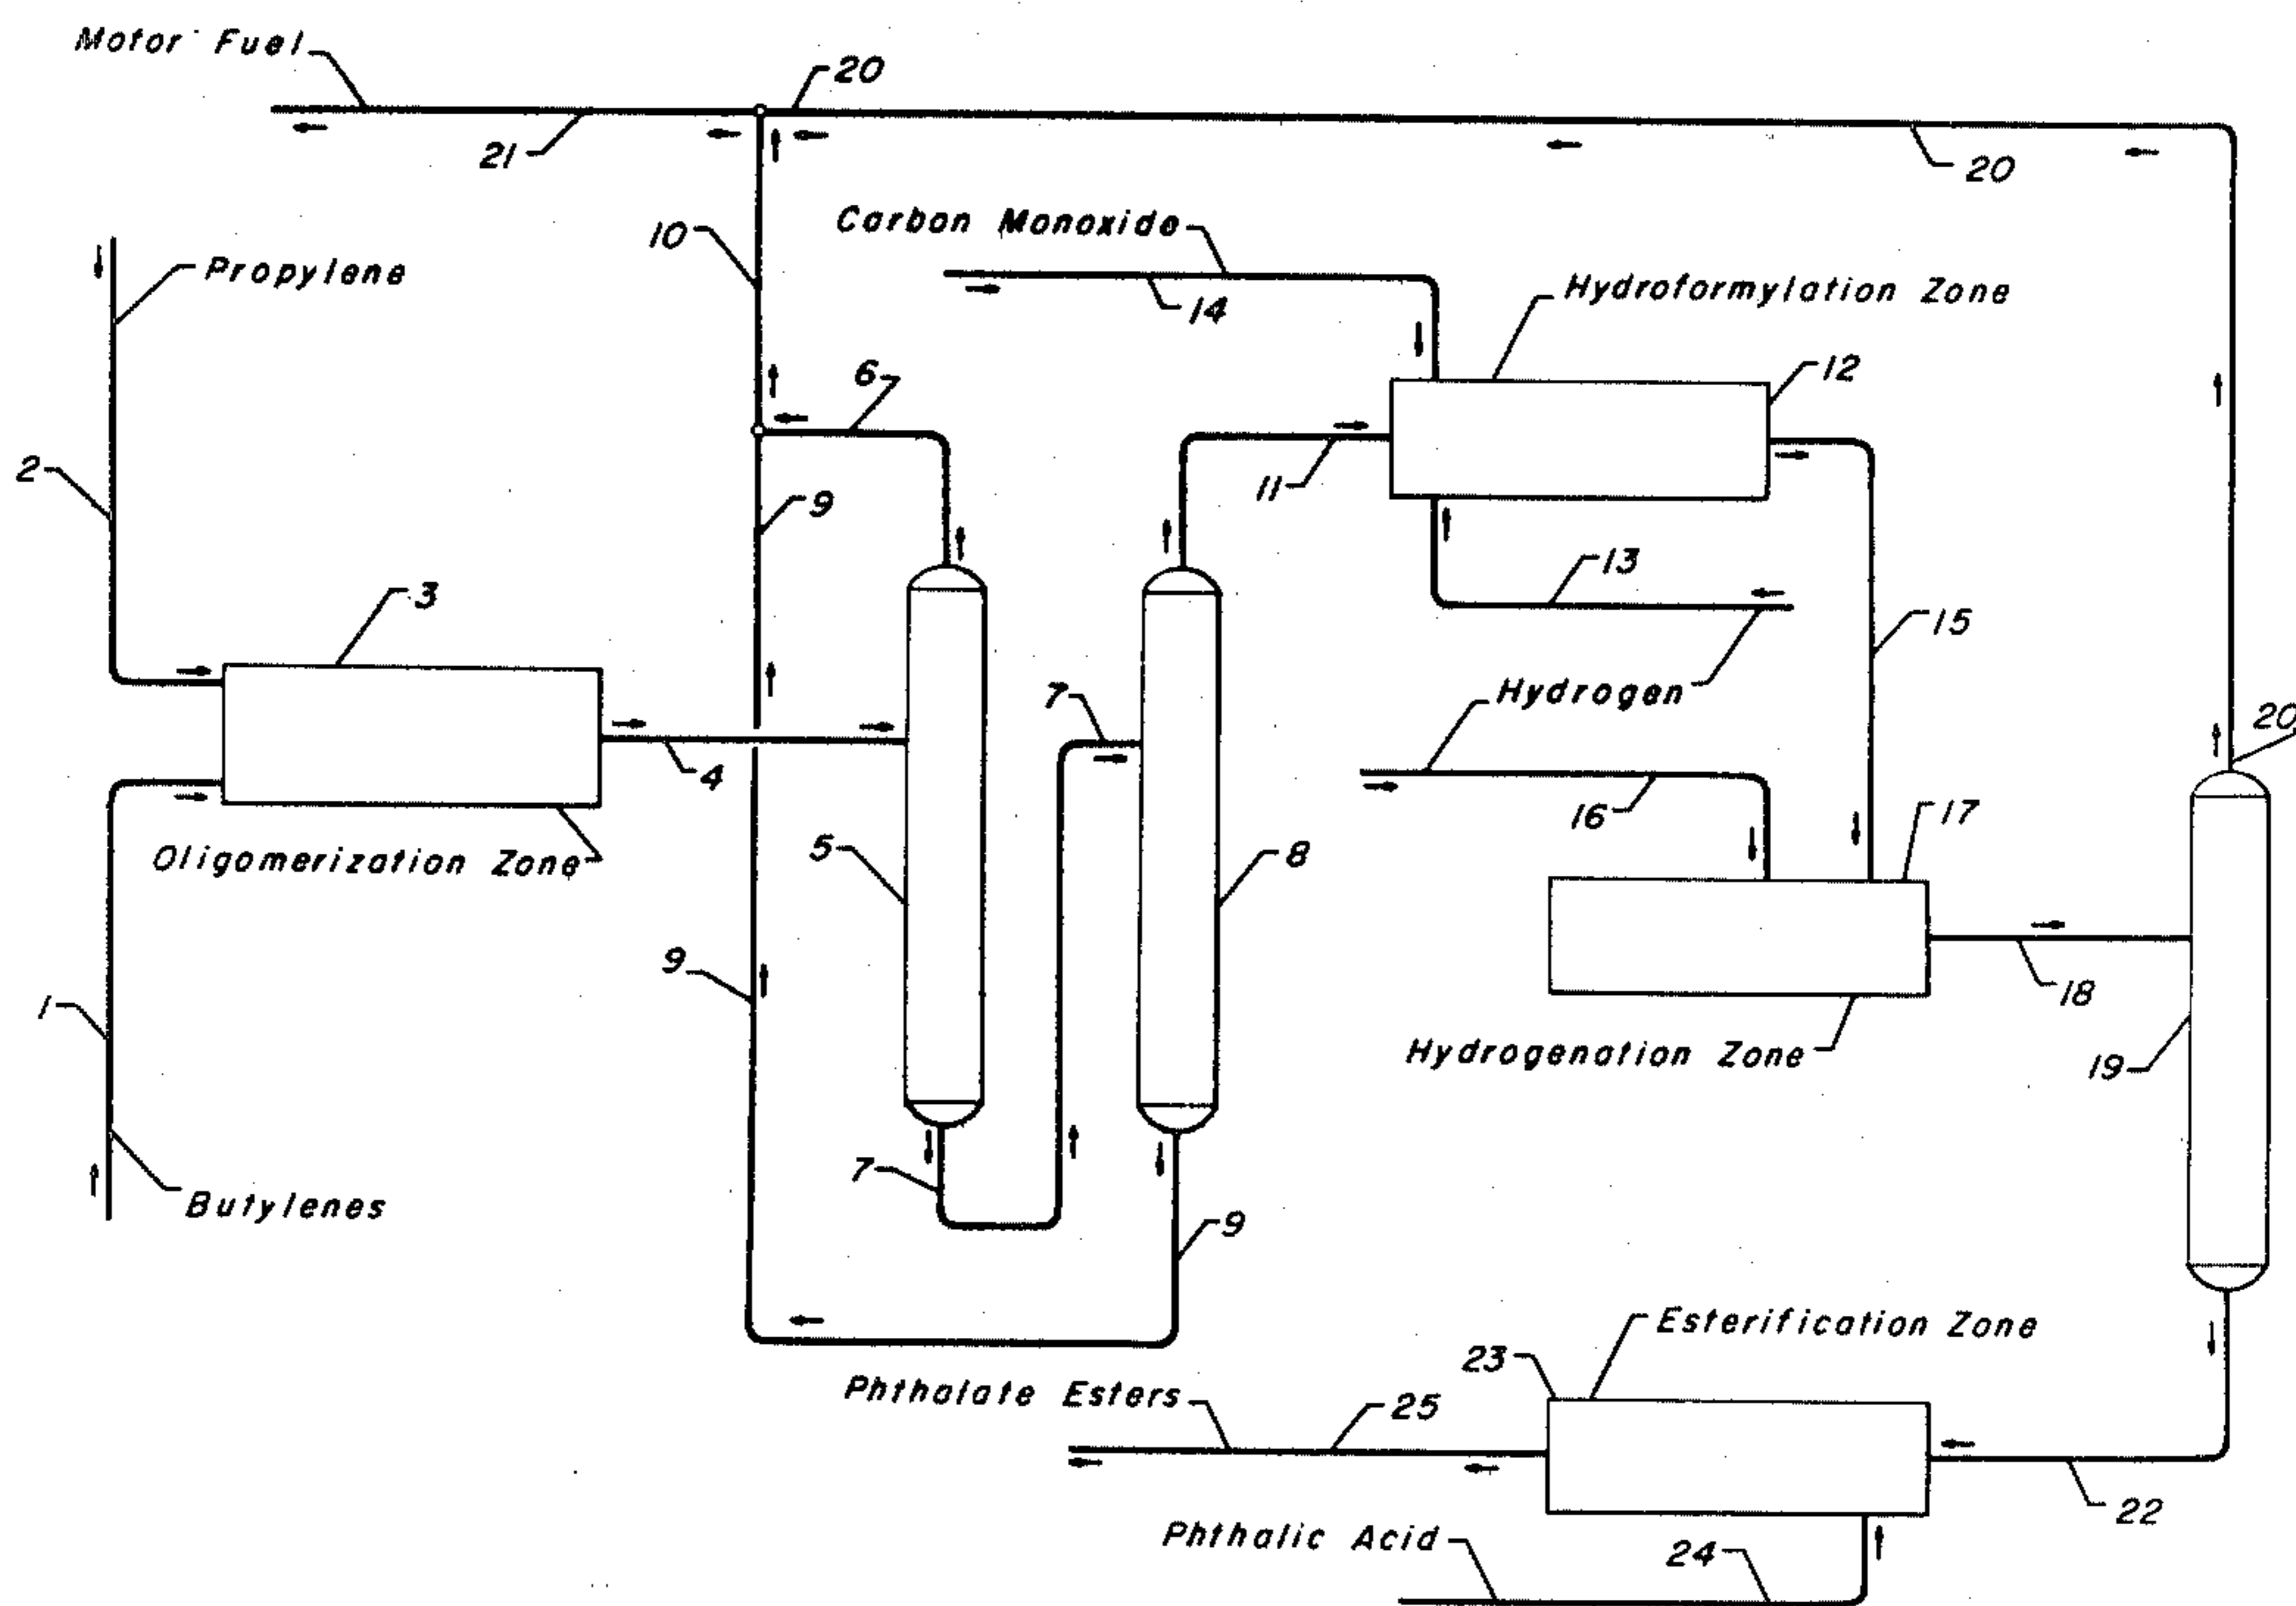 Motor Fuel
20
21
20
Carbon Monoxide
10
Propylene
14
Hydroformylation Zone
6
12
2
11
9
13
3
15
Hydrogen
7
20
4
16
17
Oligomerization Zone
5
8
9
18
1
Hydrogenation Zone
19
7
Butylenes
9
Esterification Zone
23
Phthalate Esters
25
22
Phthalic Acid
24